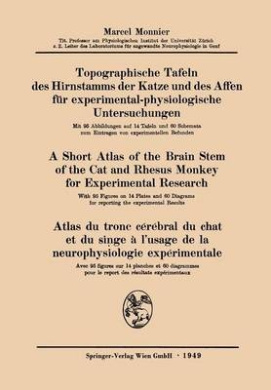 Marcel Monnier
Tit. Professor am Physiologischen Institut der Universität Zürich
z. Z. Leiter des Laboratoriums für angewandte Neurophysiologie in Genf
Topographische Tafeln
des Hirnstamms der Katze und des Affen
für experimental-physiologische
Untersuchungen
Mit 96 Abbildungen auf 14 Tafeln und 60 Schemata
zum Eintragen von experimentellen Befunden
A Short Atlas of the Brain Stem
of the Cat and Rhesus Monkey
for Experimental Research
With 96 Figures on 14 Plates and 60 Diagrams
for reporting the experimental Results
Atlas du tronc cérébral du chat
et du singe à l'usage de la
neurophysiologie expérimentale
Avec 96 figures sur 14 planches et 60 diagrammes
pour le report des résultats expérimentaux
Springer-Verlag Wien GmbH · 1949